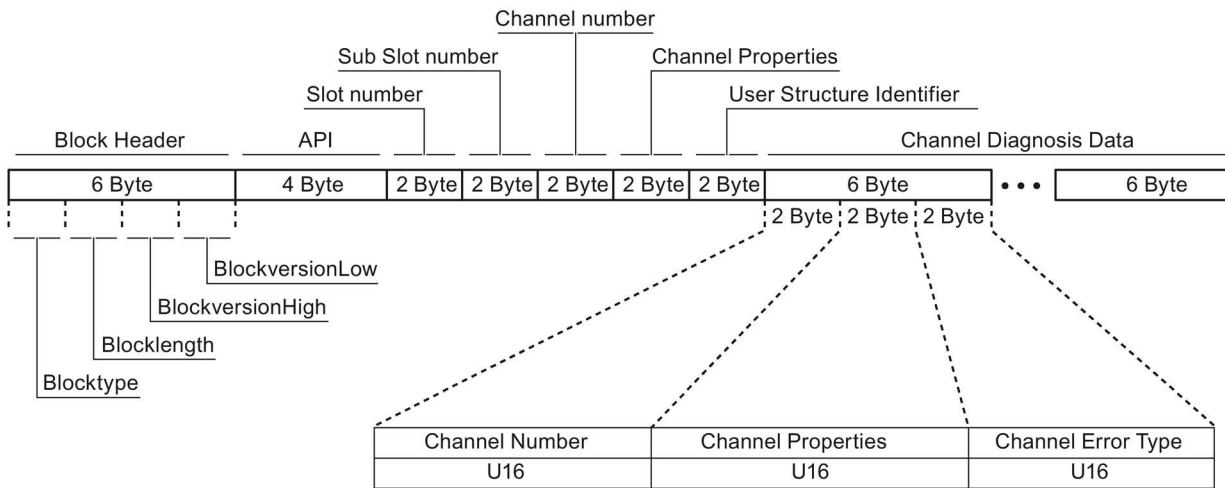 Channel number
Sub Slot number
Channel Properties
Slot number
User Structure Identifier
Block Header
API
Channel Diagnosis Data
6 Byte
4 Byte
2 Byte
2 Byte
2 Byte
2 Byte
2 Byte
6 Byte
• • •
6 Byte
2 Byte
2 Byte
2 Byte
BlockversionLow
BlockversionHigh
Blocklength
Blocktype
Channel Number
Channel Properties
Channel Error Type
U16
U16
U16